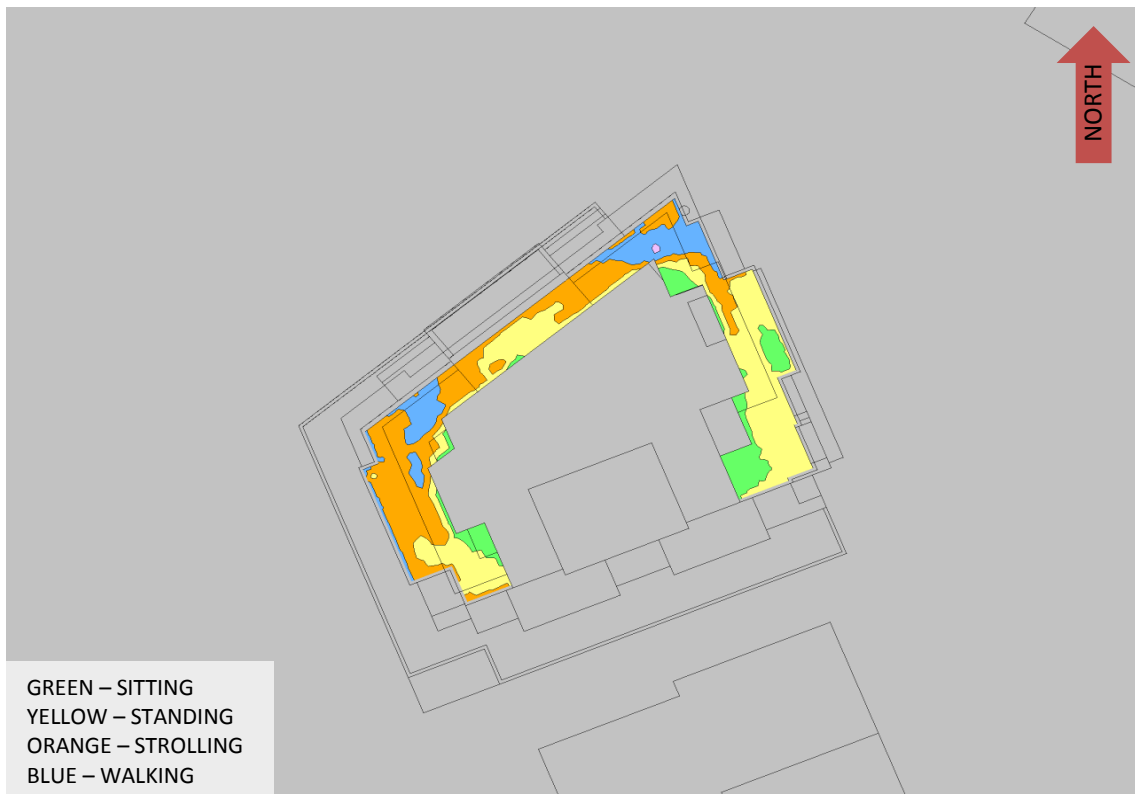 NORTH
GREEN – SITTING
YELLOW – STANDING
ORANGE – STROLLING
BLUE – WALKING